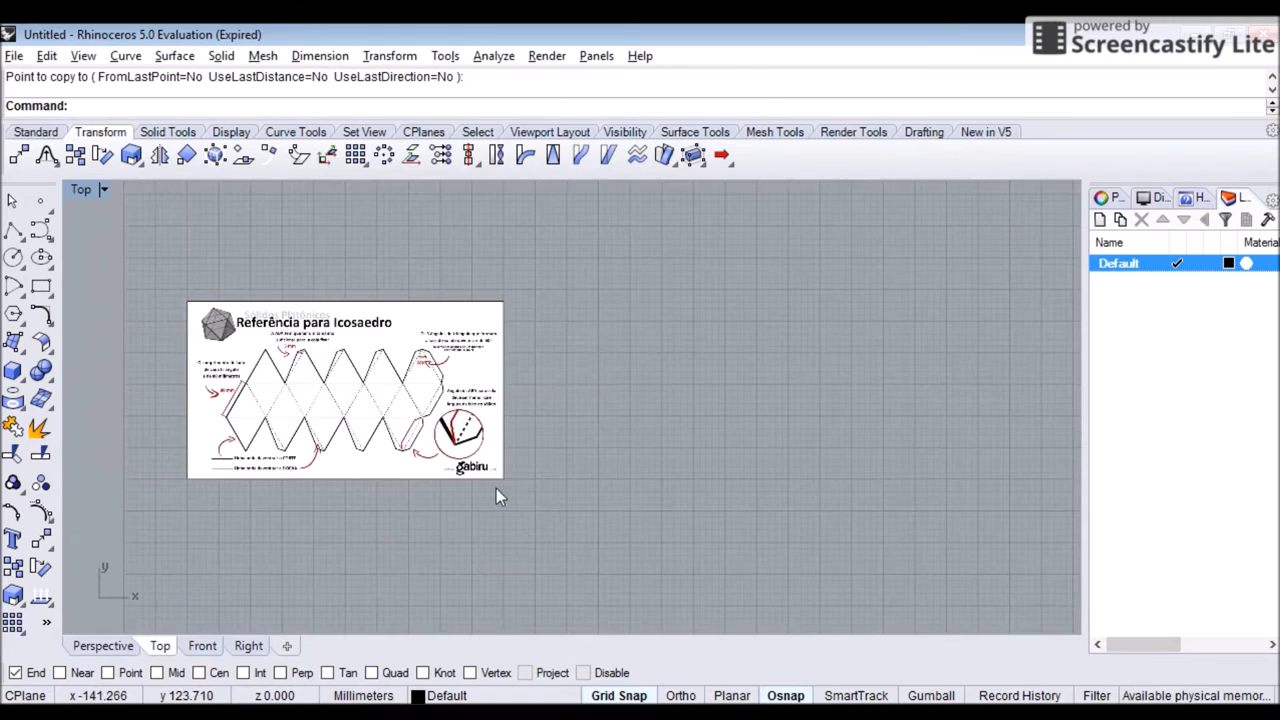 Untitled - Rhinoceros 5.0 Evaluation (Expired)
powered by
Screencastify Lite
File Edit View Curve Surface Solid Mesh Dimension Transform Tools Analyze Render Panels Help
Point to copy to ( FromLastPoint=No UseLastDistance=No UseLastDirection=No ):
Command:
Standard Transform Solid Tools Display Curve Tools Set View CPlanes Select Viewport Layout Visibility Surface Tools Mesh Tools Render Tools Drafting New in V5
Top
P... Di... H... L...
Name Materia
Default
Sólidos Platônicos
Referência para Icosaedro
gabiru
y
x
Perspective Top Front Right
End Near Point Mid Cen Int Perp Tan Quad Knot Vertex Project Disable
CPlane x -141.266 y 123.710 z 0.000 Millimeters Default Grid Snap Ortho Planar Osnap SmartTrack Gumball Record History Filter Available physical memor...